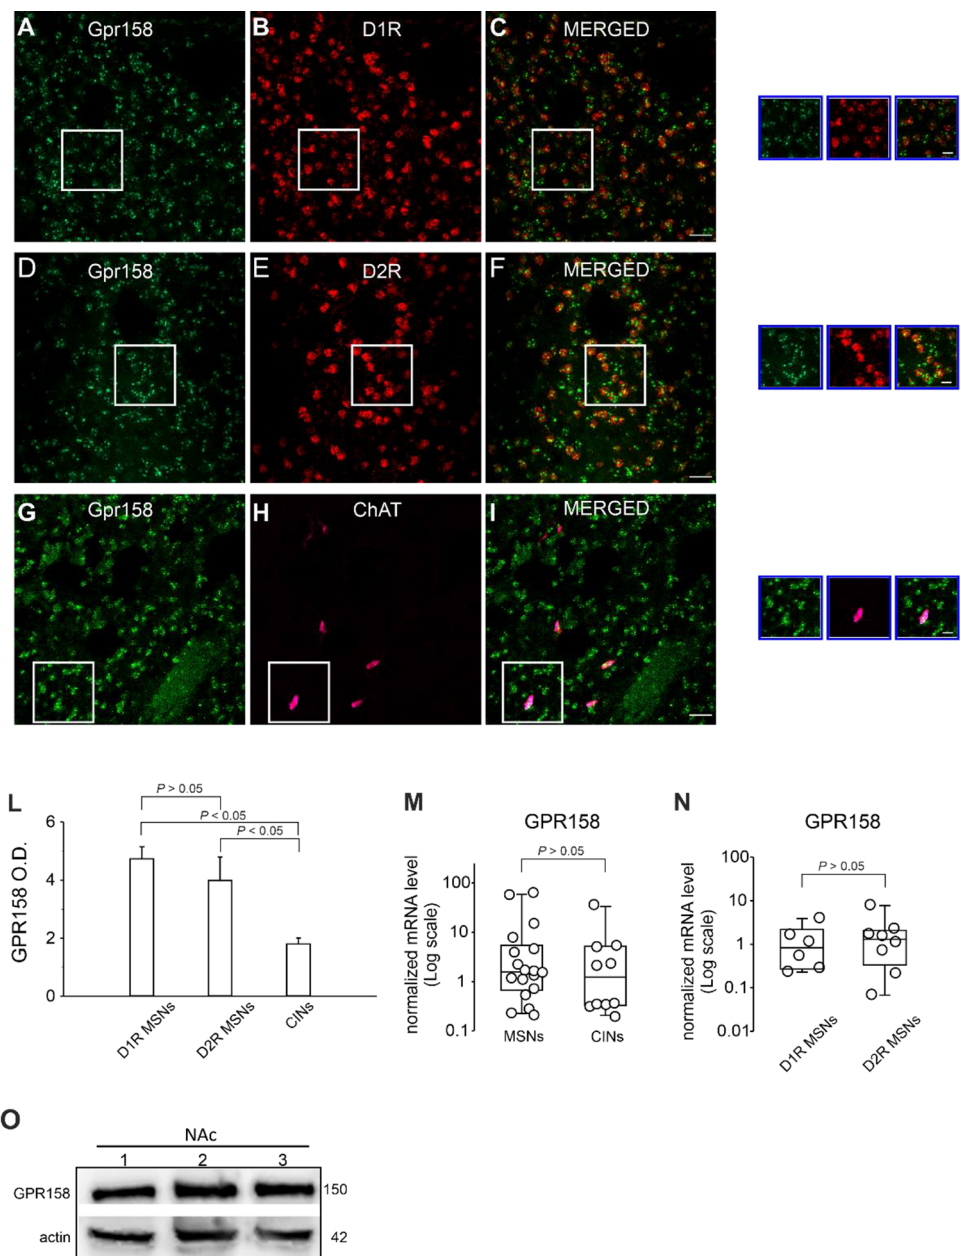 A Gpr158
B D1R
C MERGED
D Gpr158
E D2R
F MERGED
G Gpr158
H ChAT
I MERGED
L
P > 0.05
P < 0.05
P < 0.05
GPR158 O.D.
6
4
2
0
D1R MSNs
D2R MSNs
CINs
M
GPR158
P > 0.05
normalized mRNA level
(Log scale)
100
10
1
0.1
MSNs
CINs
N
GPR158
P > 0.05
normalized mRNA level
(Log scale)
100
10
1
0.1
0.01
D1R MSNs
D2R MSNs
O
NAc
1 2 3
GPR158 150
actin 42